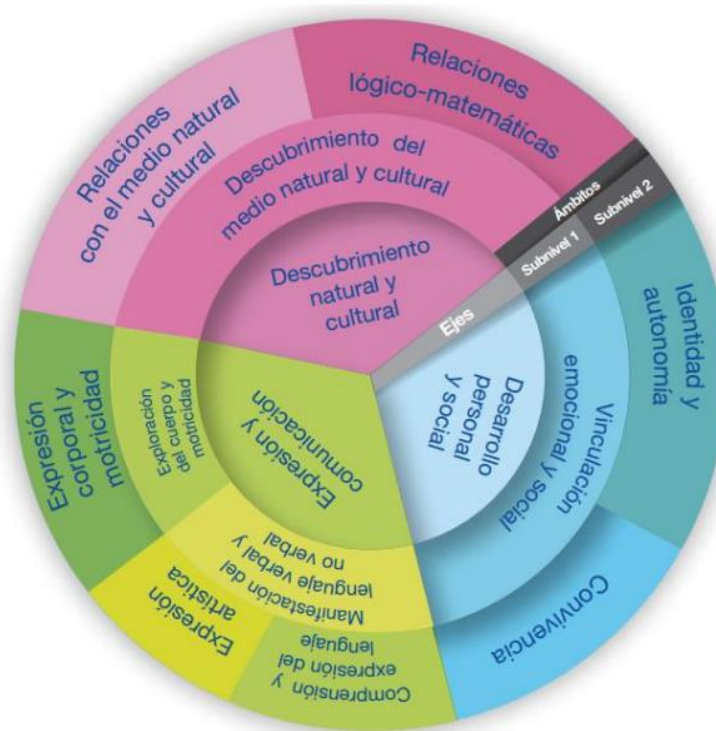 Relaciones
lógico-matemáticas
Relaciones
con el medio natural
y cultural
Descubrimiento del
medio natural y cultural
Descubrimiento
natural y
cultural
Ámbitos
Subnivel 1
Subnivel 2
Ejes
Identidad y
autonomía
Vinculación
emocional y social
Desarrollo
personal
y social
Convivencia
Expresión y
comunicación
Exploración
del cuerpo y
motricidad
Expresión
corporal y
motricidad
Manifestación del
lenguaje verbal y
no verbal
Expresión
artística
Comprensión y
expresión del
lenguaje